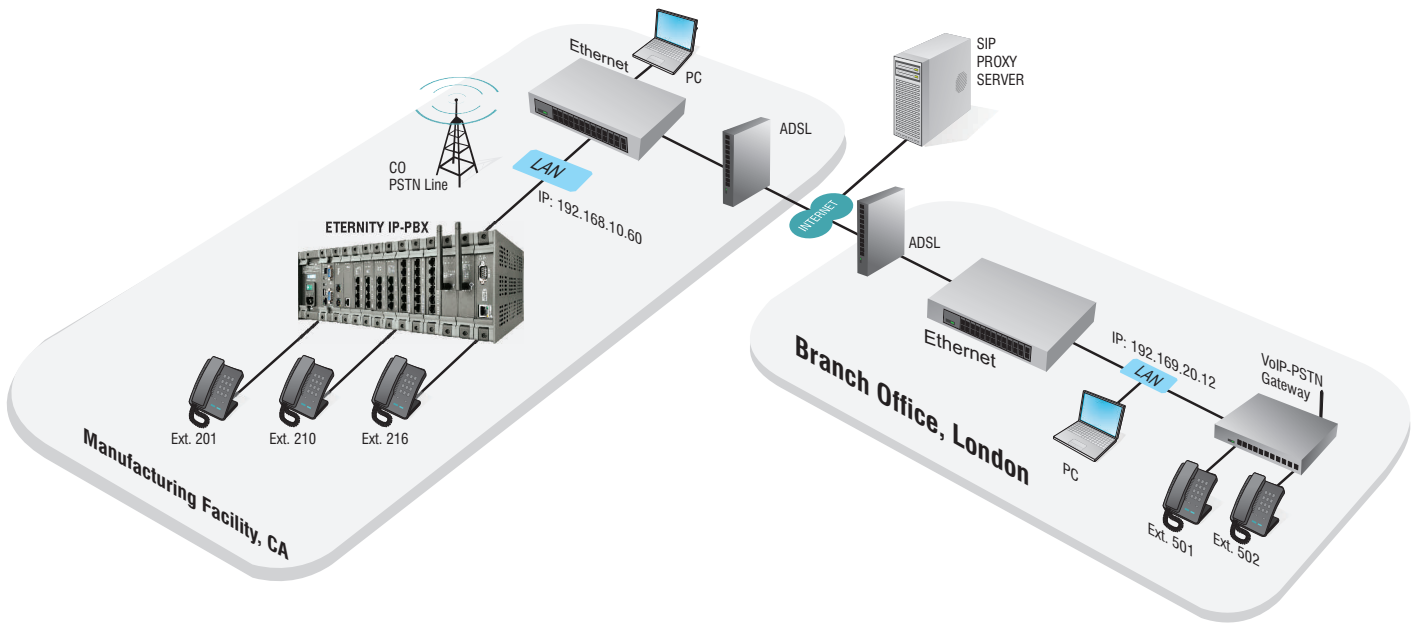 Ethernet
PC
SIP
PROXY
SERVER
ADSL
CO
PSTN Line
LAN
IP: 192.168.10.60
INTERNET
ETERNITY IP-PBX
ADSL
Ethernet
IP: 192.169.20.12
LAN
VoIP-PSTN
Gateway
PC
Ext. 201
Ext. 210
Ext. 216
Ext. 501
Ext. 502
Manufacturing Facility, CA
Branch Office, London